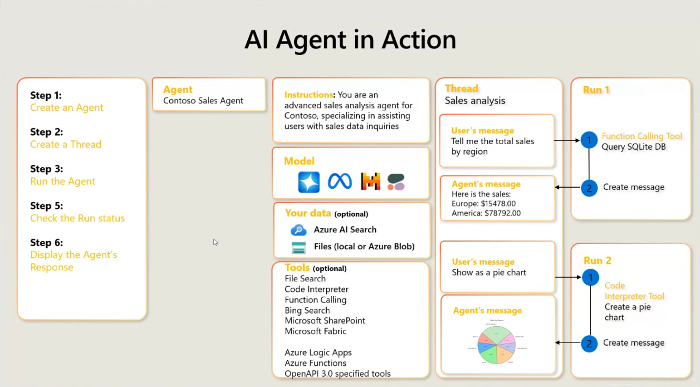 AI Agent in Action
Step 1:
Create an Agent
Step 2:
Create a Thread
Step 3:
Run the Agent
Step 5:
Check the Run status
Step 6:
Display the Agent's
Response
Agent
Contoso Sales Agent
Instructions: You are an
advanced sales analysis agent for
Contoso, specializing in assisting
users with sales data inquiries
Model
Your data (optional)
Azure AI Search
Files (local or Azure Blob)
Tools (optional)
File Search
Code Interpreter
Function Calling
Bing Search
Microsoft SharePoint
Microsoft Fabric
Azure Logic Apps
Azure Functions
OpenAPI 3.0 specified tools
Thread
Sales analysis
User's message
Tell me the total sales
by region
Agent's message
Here is the sales:
Europe: $15478.00
America: $78792.00
User's message
Show as a pie chart
Agent's message
Run 1
1
Function Calling Tool
Query SQLite DB
2
Create message
Run 2
1
Code
Interpreter Tool
Create a pie
chart
2
Create message